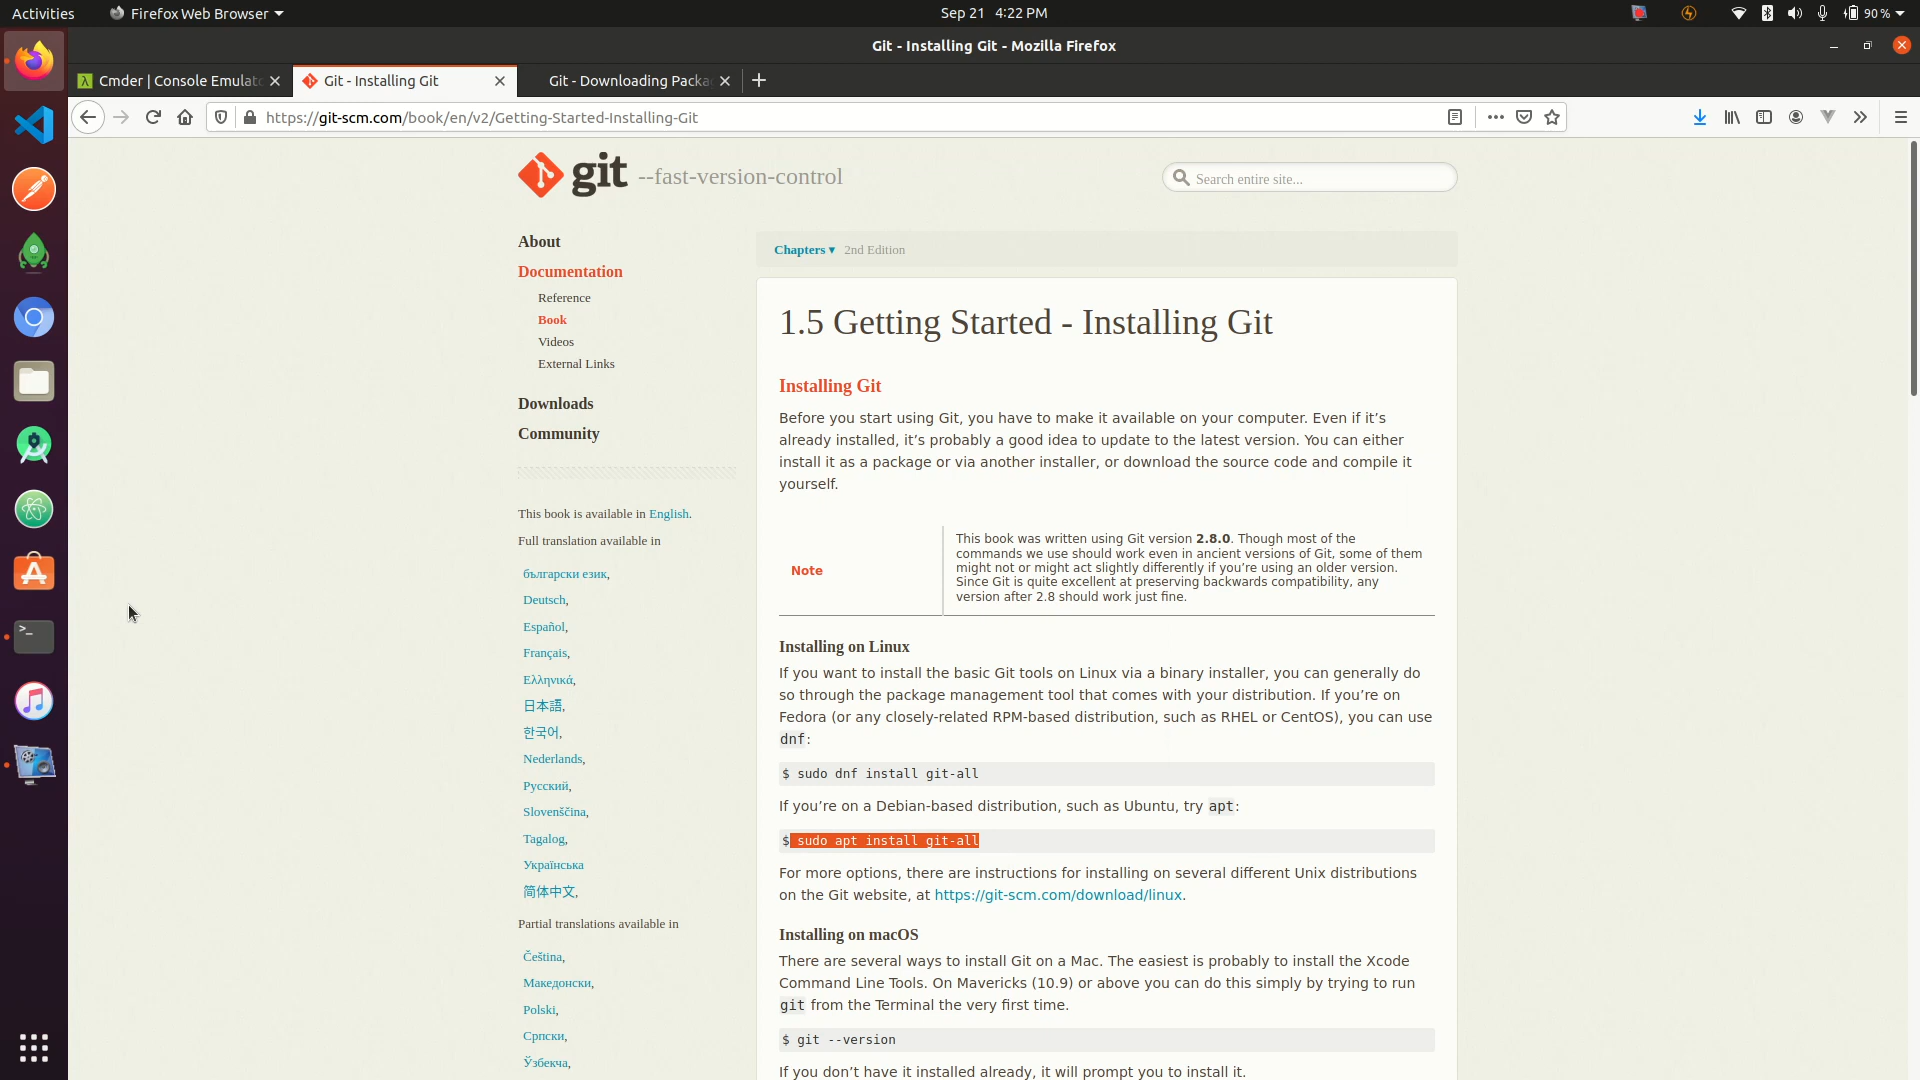 Activities
Firefox Web Browser
Sep 21 4:22 PM
90 %
Git - Installing Git - Mozilla Firefox
Cmder | Console Emulato
Git - Installing Git
Git - Downloading Packa
https://git-scm.com/book/en/v2/Getting-Started-Installing-Git
git --fast-version-control
Search entire site...
About
Documentation
Reference
Book
Videos
External Links
Downloads
Community
This book is available in English.
Full translation available in
български език,
Deutsch,
Español,
Français,
Ελληνικά,
日本語,
한국어,
Nederlands,
Русский,
Slovenščina,
Tagalog,
Українська
简体中文,
Partial translations available in
Čeština,
Македонски,
Polski,
Српски,
Ўзбекча,
Chapters ▾ 2nd Edition
1.5 Getting Started - Installing Git
Installing Git
Before you start using Git, you have to make it available on your computer. Even if it’s
already installed, it’s probably a good idea to update to the latest version. You can either
install it as a package or via another installer, or download the source code and compile it
yourself.
Note
This book was written using Git version 2.8.0. Though most of the
commands we use should work even in ancient versions of Git, some of them
might not or might act slightly differently if you’re using an older version.
Since Git is quite excellent at preserving backwards compatibility, any
version after 2.8 should work just fine.
Installing on Linux
If you want to install the basic Git tools on Linux via a binary installer, you can generally do
so through the package management tool that comes with your distribution. If you’re on
Fedora (or any closely-related RPM-based distribution, such as RHEL or CentOS), you can use
dnf:
$ sudo dnf install git-all
If you’re on a Debian-based distribution, such as Ubuntu, try apt:
$ sudo apt install git-all
For more options, there are instructions for installing on several different Unix distributions
on the Git website, at https://git-scm.com/download/linux.
Installing on macOS
There are several ways to install Git on a Mac. The easiest is probably to install the Xcode
Command Line Tools. On Mavericks (10.9) or above you can do this simply by trying to run
git from the Terminal the very first time.
$ git --version
If you don’t have it installed already, it will prompt you to install it.